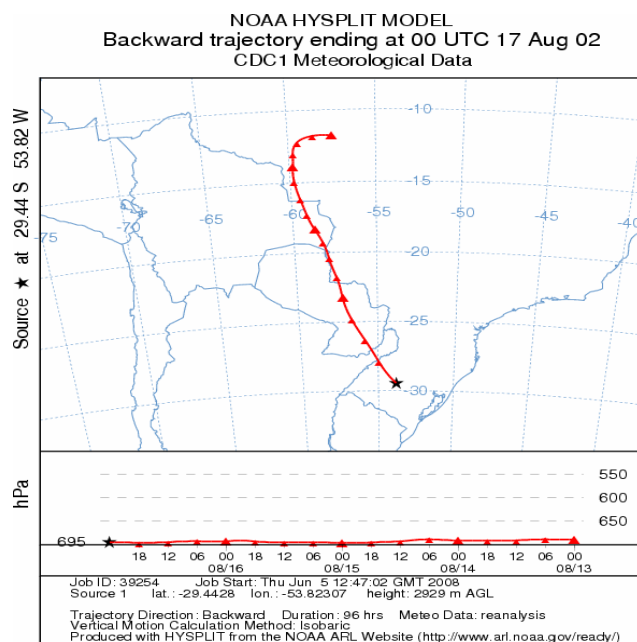 NOAA HYSPLIT MODEL
Backward trajectory ending at 00 UTC 17 Aug 02
CDC1 Meteorological Data
Source ★ at 29.44 S 53.82 W
-10
-15
-20
-25
-30
-75
-70
-65
-60
-55
-50
-45
-40
hPa
550
600
650
695
18 12 06 00 18 12 06 00 18 12 06 00 18 12 06 00
08/16 08/15 08/14 08/13
Job ID: 39254 Job Start: Thu Jun 5 12:47:02 GMT 2008
Source 1 lat.: -29.44428 lon.: -53.82307 height: 2929 m AGL
Trajectory Direction: Backward Duration: 96 hrs Meteo Data: reanalysis
Vertical Motion Calculation Method: Isobaric
Produced with HYSPLIT from the NOAA ARL Website (http://www.arl.noaa.gov/ready/)